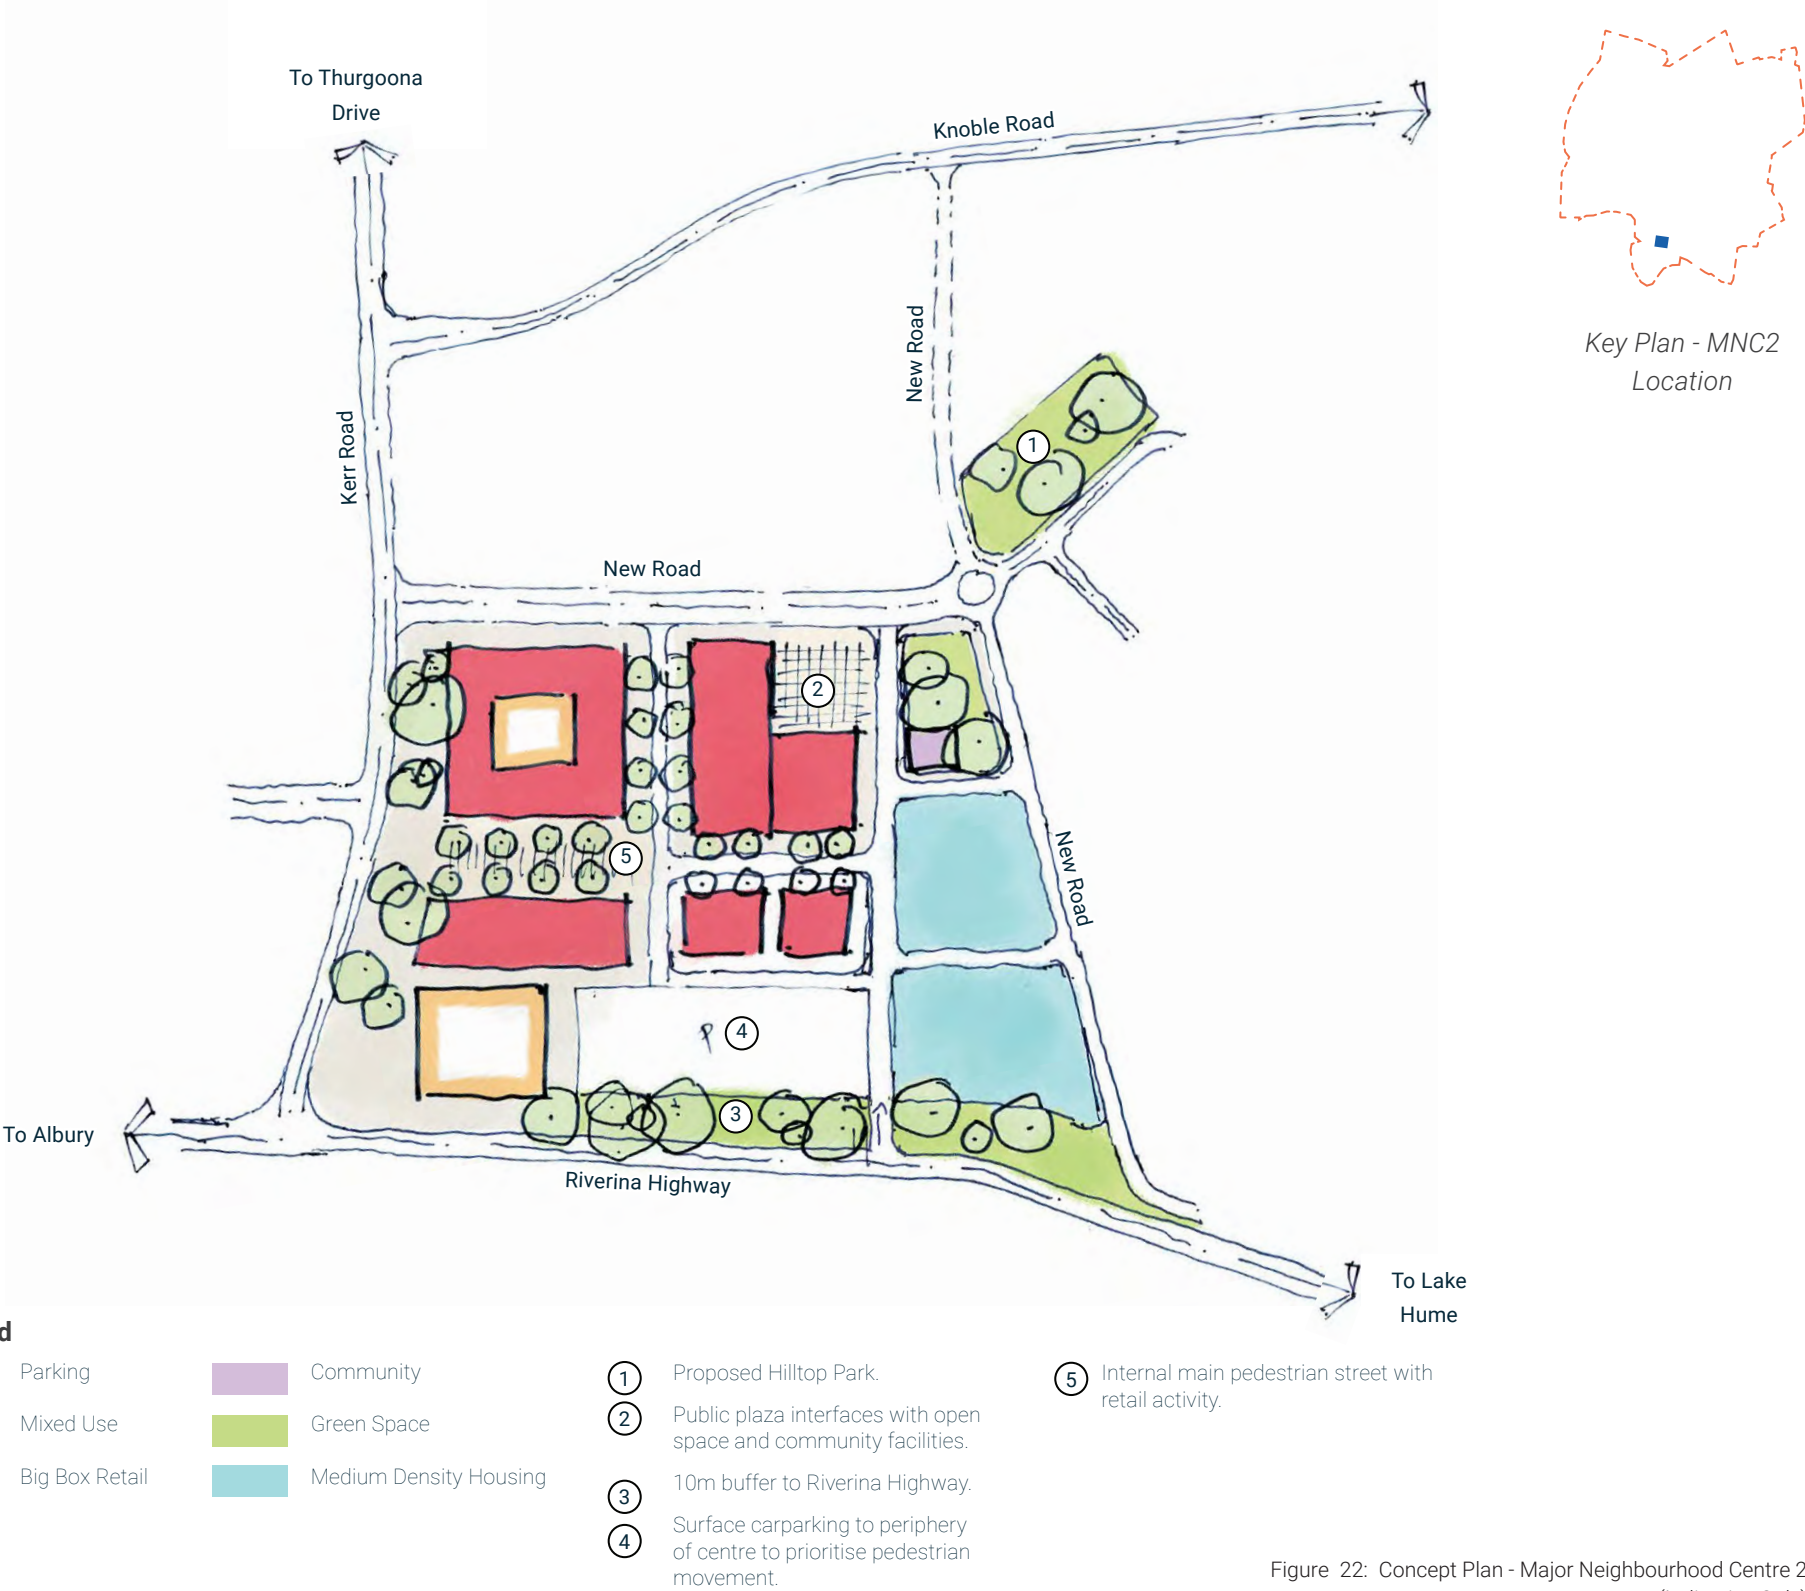 To Thurgoona
Drive
Knoble Road
New Road
Kerr Road
1
New Road
2
5
New Road
4
3
To Albury
Riverina Highway
To Lake
Hume
Key Plan - MNC2
Location
d
Parking
Mixed Use
Big Box Retail
Community
Green Space
Medium Density Housing
1 Proposed Hilltop Park.
2 Public plaza interfaces with open
space and community facilities.
3 10m buffer to Riverina Highway.
4 Surface carparking to periphery
of centre to prioritise pedestrian
movement.
5 Internal main pedestrian street with
retail activity.
Figure 22: Concept Plan - Major Neighbourhood Centre 2